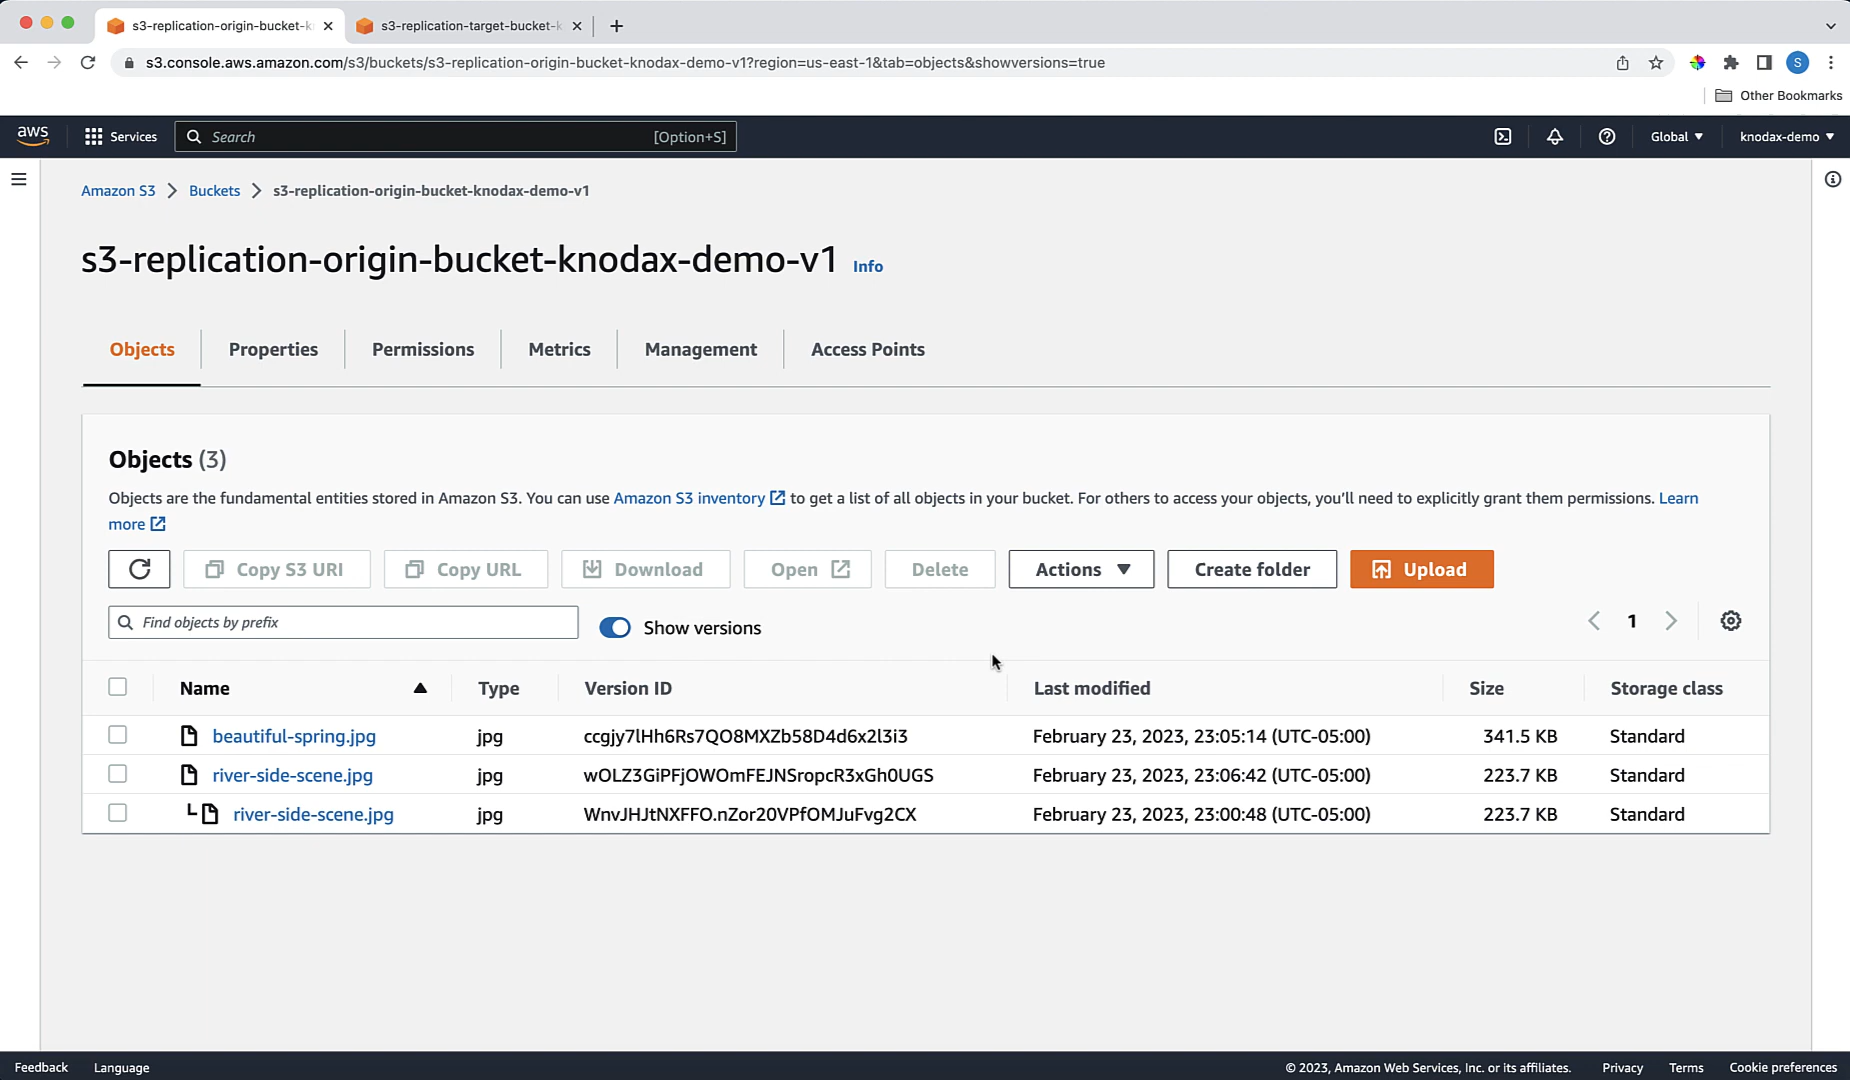 s3-replication-origin-bucket-k
s3-replication-target-bucket-k
s3.console.aws.amazon.com/s3/buckets/s3-replication-origin-bucket-knodax-demo-v1?region=us-east-1&tab=objects&showversions=true
S
Other Bookmarks
aws
Services
Search
[Option+S]
Global
knodax-demo
Amazon S3 > Buckets > s3-replication-origin-bucket-knodax-demo-v1
s3-replication-origin-bucket-knodax-demo-v1 Info
Objects
Properties
Permissions
Metrics
Management
Access Points
Objects (3)
Objects are the fundamental entities stored in Amazon S3. You can use Amazon S3 inventory to get a list of all objects in your bucket. For others to access your objects, you'll need to explicitly grant them permissions. Learn
more
Copy S3 URI
Copy URL
Download
Open
Delete
Actions
Create folder
Upload
Find objects by prefix
Show versions
1
Name Type Version ID Last modified Size Storage class
beautiful-spring.jpg jpg ccgjy7lHh6Rs7QO8MXZb58D4d6x2l3i3 February 23, 2023, 23:05:14 (UTC-05:00) 341.5 KB Standard
river-side-scene.jpg jpg wOLZ3GiPFjOWOmFEJNSropcR3xGh0UGS February 23, 2023, 23:06:42 (UTC-05:00) 223.7 KB Standard
river-side-scene.jpg jpg WnvJHJtNXFFO.nZor20VPfOMJuFvg2CX February 23, 2023, 23:00:48 (UTC-05:00) 223.7 KB Standard
Feedback
Language
© 2023, Amazon Web Services, Inc. or its affiliates.
Privacy
Terms
Cookie preferences